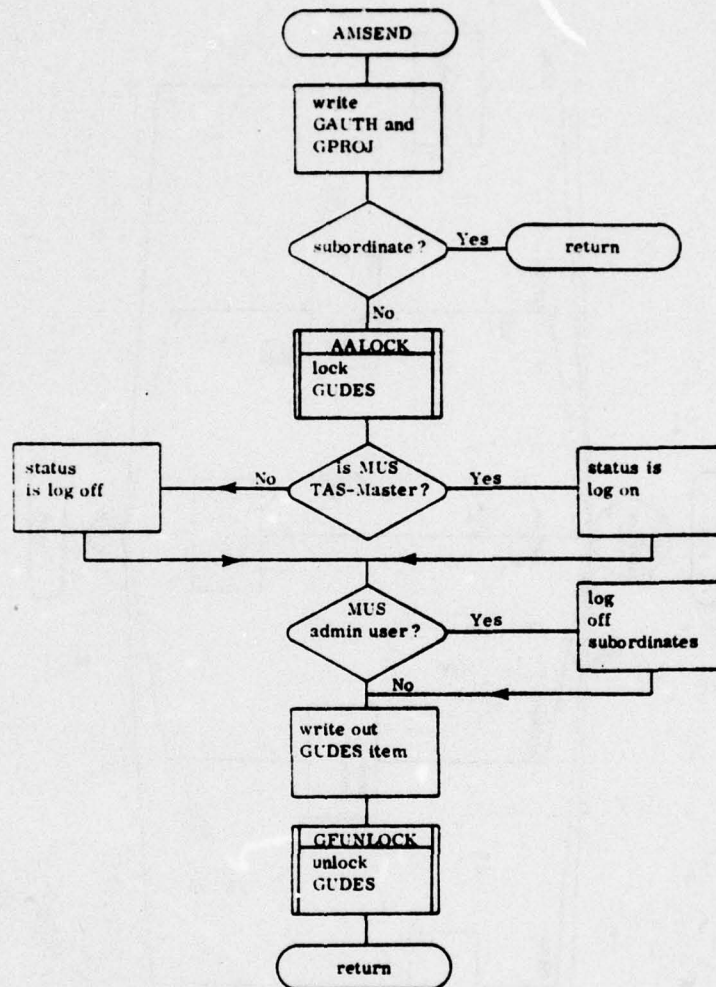 AMSEND
write
GAUTH and
GPROJ
subordinate?
Yes
return
No
AALOCK
lock
GUDES
status
is log off
No
is MUS
TAS-Master?
Yes
status is
log on
MUS
admin user?
Yes
log
off
subordinates
No
write out
GUDES item
GFUNLOCK
unlock
GUDES
return